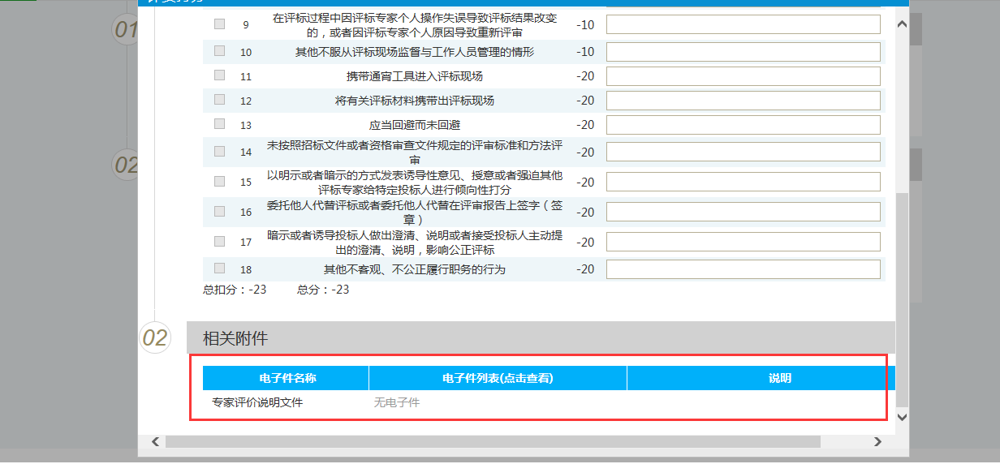 01
02
9
在评标过程中因评标专家个人操作失误导致评标结果改变
的，或者因评标专家个人原因导致重新评审
-10
10
其他不服从评标现场监督与工作人员管理的情形
-10
11
携带通宵工具进入评标现场
-20
12
将有关评标材料携带出评标现场
-20
13
应当回避而未回避
-20
14
未按照招标文件或者资格审查文件规定的评审标准和方法评
审
-20
15
以明示或者暗示的方式发表诱导性意见、授意或者强迫其他
评标专家给特定投标人进行倾向性打分
-20
16
委托他人代替评标或者委托他人代替在评审报告上签字（签
章）
-20
17
暗示或者诱导投标人做出澄清、说明或者接受投标人主动提
出的澄清、说明，影响公正评标
-20
18
其他不客观、不公正履行职务的行为
-20
总扣分：-23 总分：-23
02
相关附件
电子件名称 电子件列表(点击查看) 说明
专家评价说明文件 无电子件